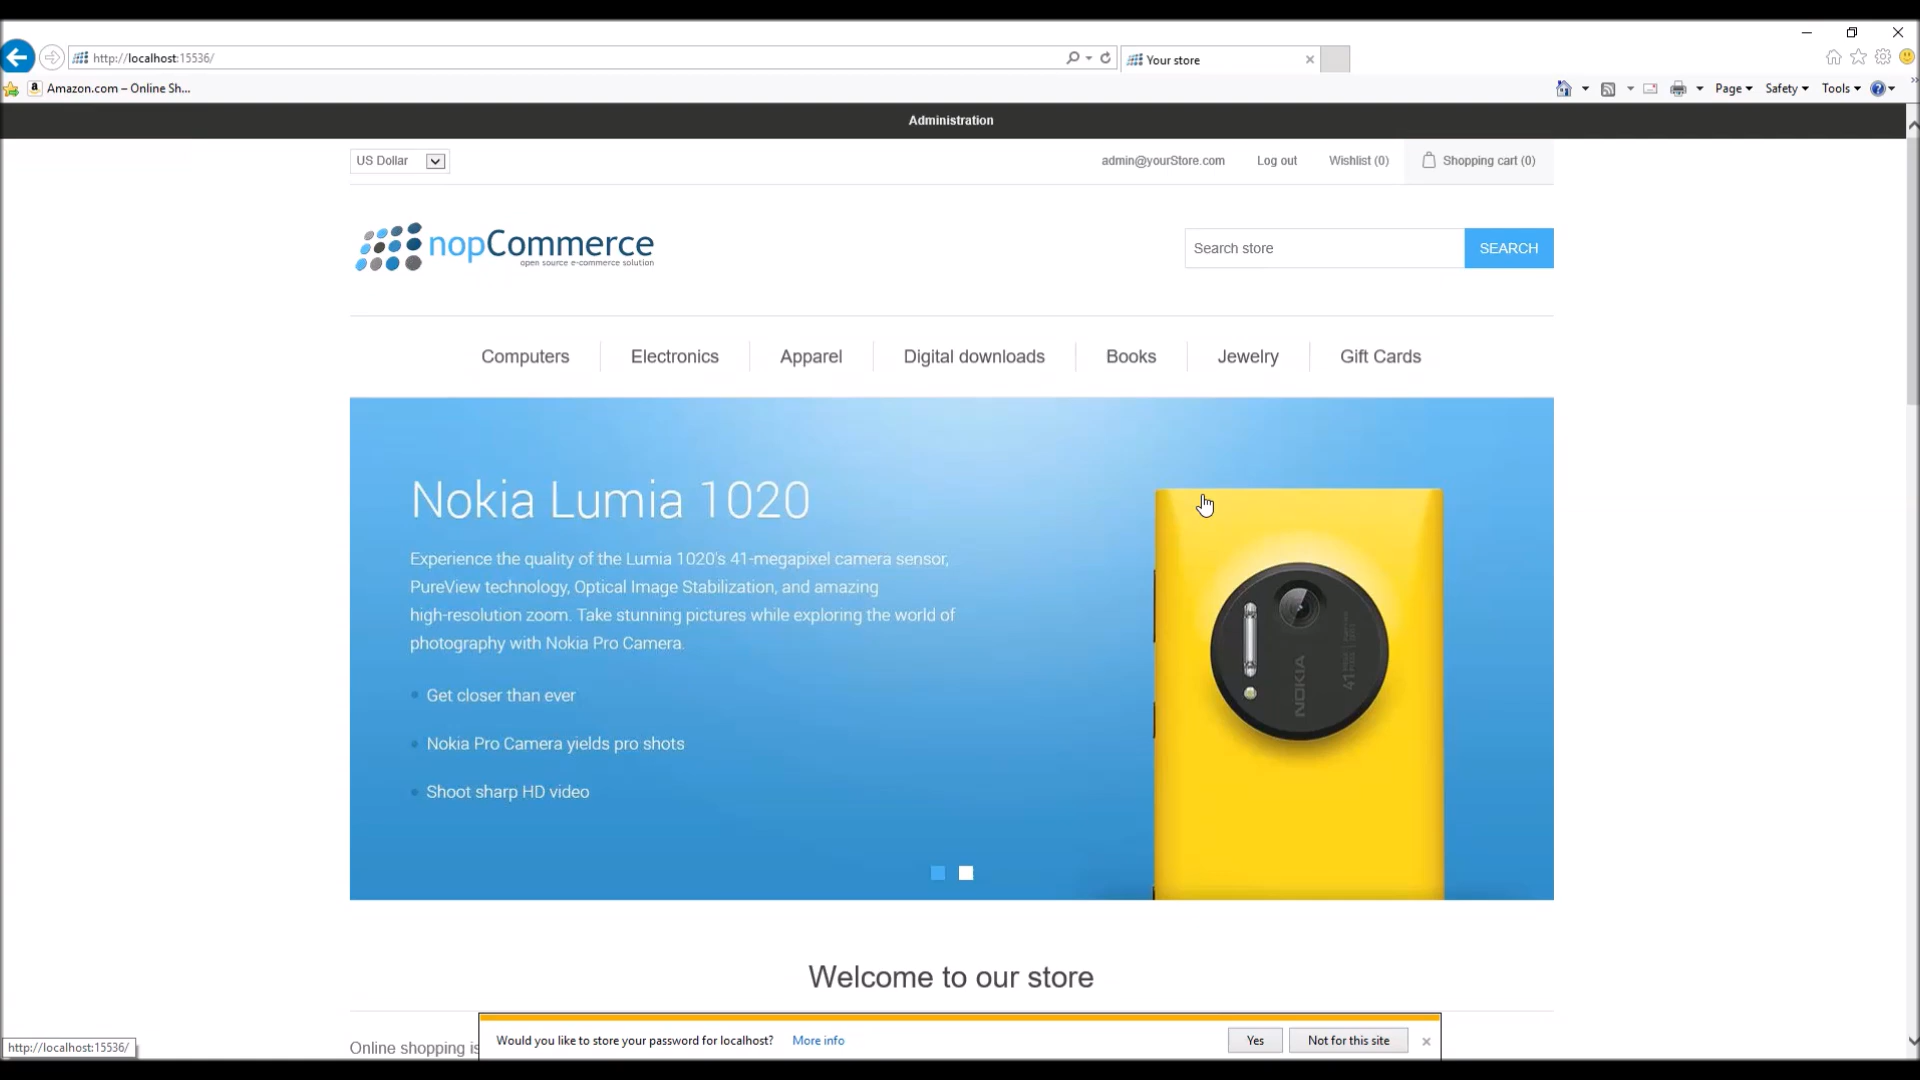 http://localhost:15536/
Your store
Amazon.com – Online Sh...
Page
Safety
Tools
Administration
US Dollar
admin@yourStore.com
Log out
Wishlist (0)
Shopping cart (0)
nopCommerce
open source e-commerce solution
Search store
SEARCH
Computers
Electronics
Apparel
Digital downloads
Books
Jewelry
Gift Cards
Nokia Lumia 1020
Experience the quality of the Lumia 1020's 41-megapixel camera sensor,
PureView technology, Optical Image Stabilization, and amazing
high-resolution zoom. Take stunning pictures while exploring the world of
photography with Nokia Pro Camera.
Get closer than ever
Nokia Pro Camera yields pro shots
Shoot sharp HD video
NOKIA
41
Welcome to our store
Online shopping is
Would you like to store your password for localhost?
More info
Yes
Not for this site
http://localhost:15536/